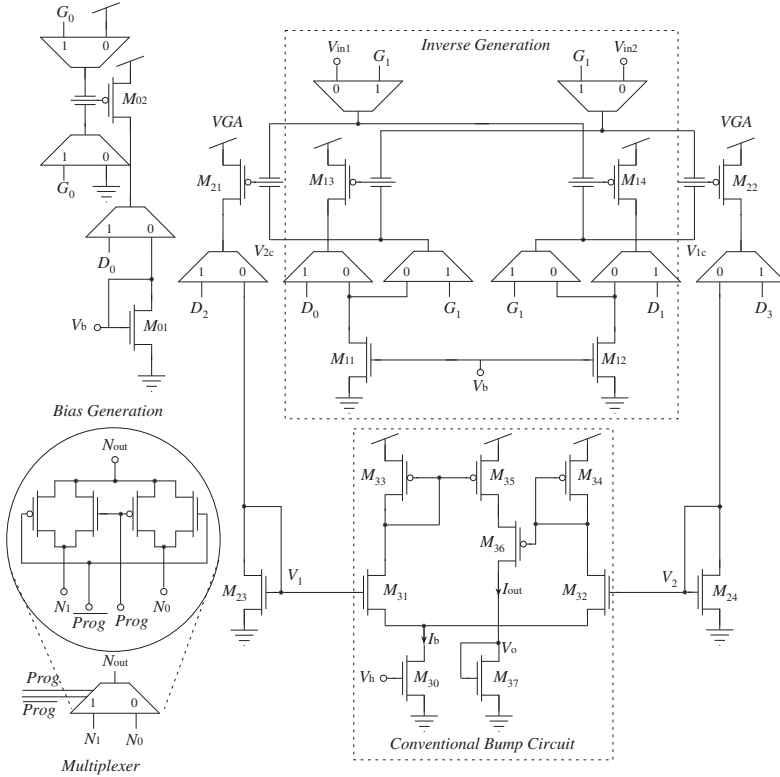 G0
1 0
M02
1 0
G0
1 0
D0
Vb
M01
Bias Generation
Inverse Generation
Vin1
G1
0 1
G1
Vin2
1 0
VGA
M21
M13
M14
VGA
M22
V2c
V1c
1 0
1 0
0 1
1 0
0 1
1 0
D2
D0
G1
G1
D1
D3
M11
M12
Vb
Nout
N1
Prog
Prog
N0
Nout
Prog
Prog
1 0
N1
N0
Multiplexer
M33
M35
M34
M36
M23
V1
M31
Iout
M32
V2
M24
Ib
Vo
Vh
M30
M37
Conventional Bump Circuit